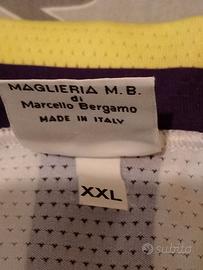 MAGLIERIA M.B.
di
Marcello Bergamo
MADE IN ITALY
XXL
subito